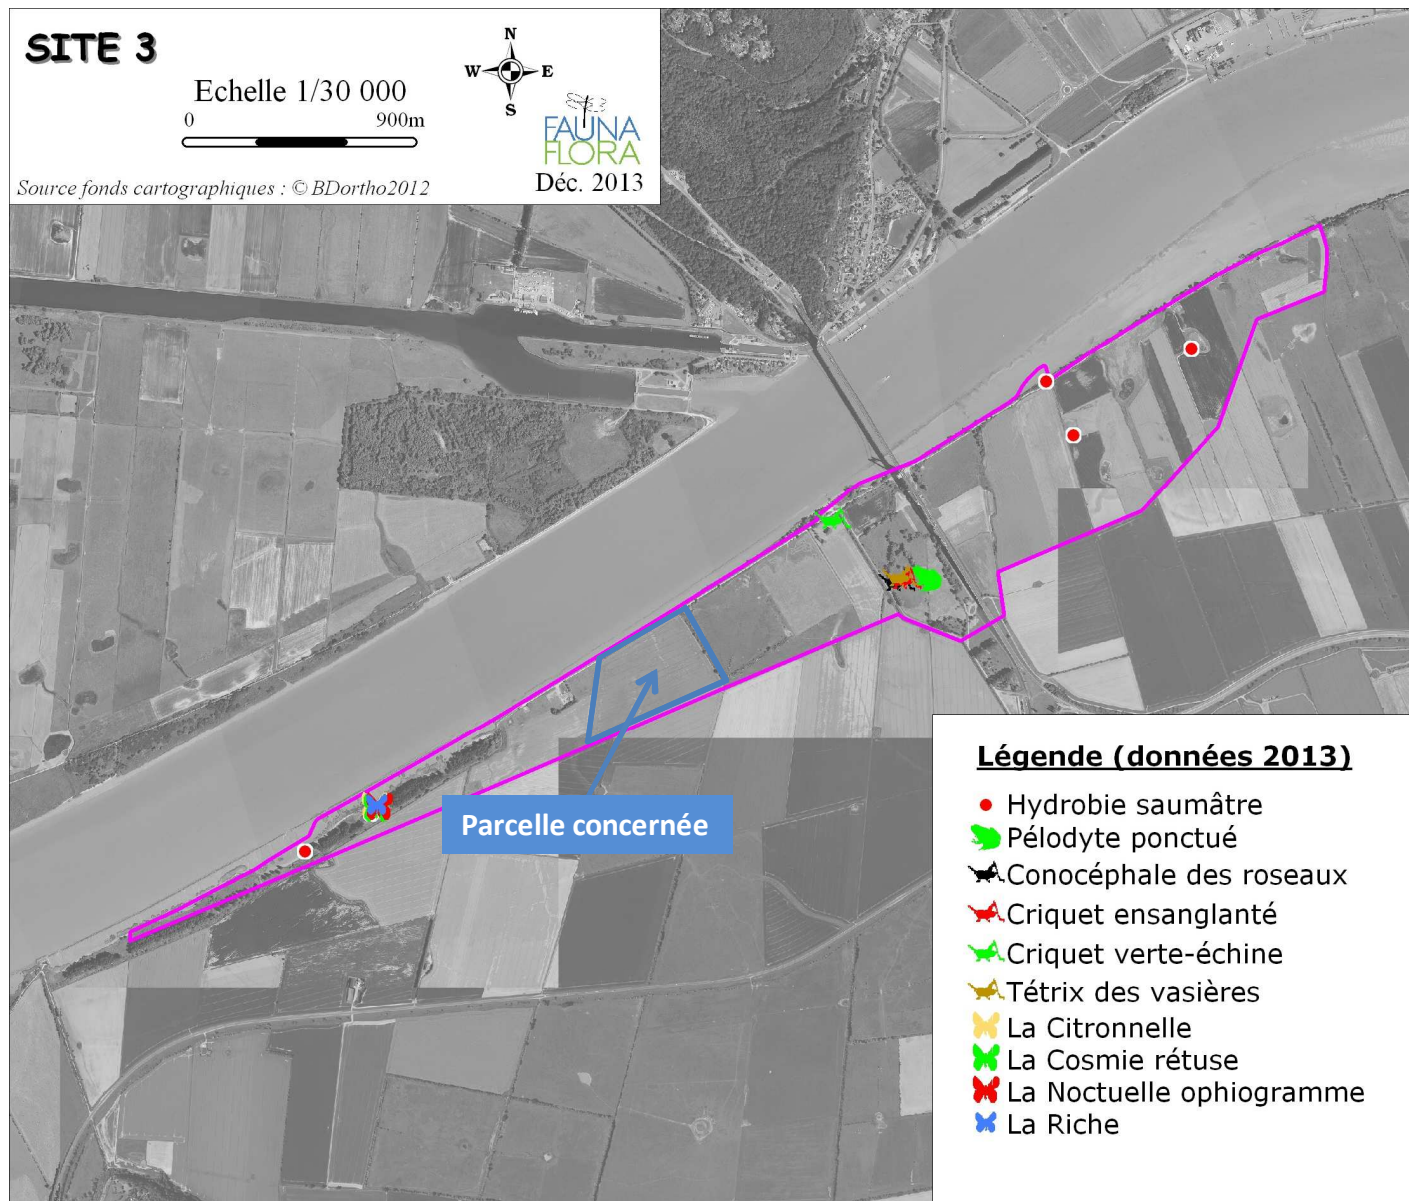 SITE 3
N
W E
S
Echelle 1/30 000
0 900m
FAUNA
FLORA
Source fonds cartographiques : © BDortho2012
Déc. 2013
Parcelle concernée
Légende (données 2013)
Hydrobie saumâtre
Pélodyte ponctué
Conocéphale des roseaux
Criquet ensanglanté
Criquet verte-échine
Tétrix des vasières
La Citronnelle
La Cosmie rétuse
La Noctuelle ophiogramme
La Riche